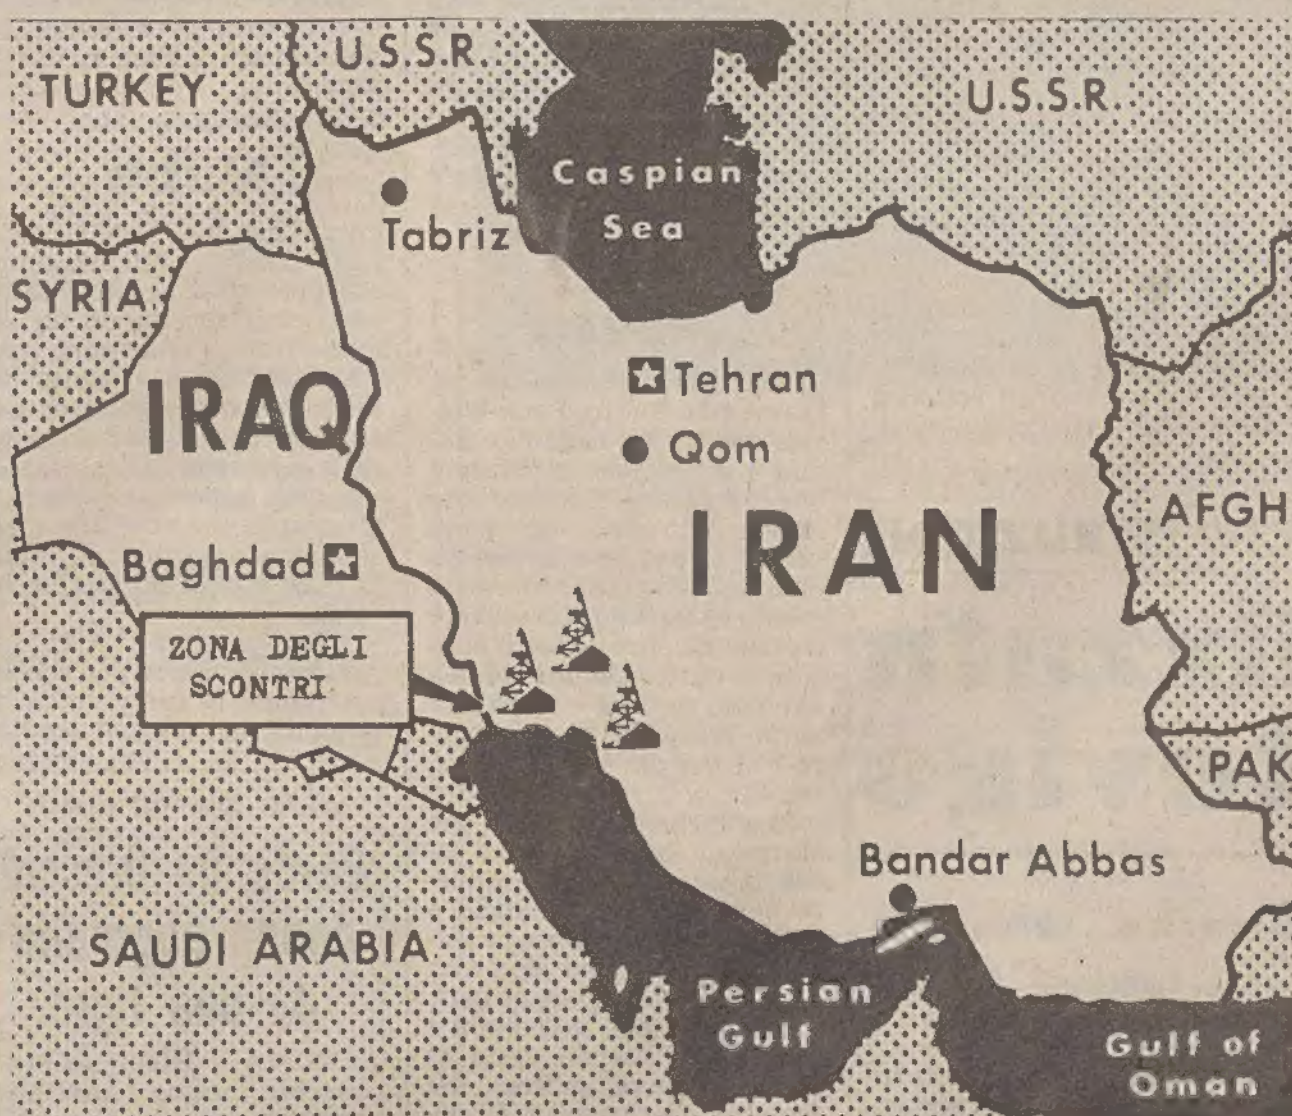 U.S.S.R.
TURKEY
U.S.S.R.
Caspian
Sea
Tabriz
SYRIA
Tehran
IRAQ
Qom
AFGH
IRAN
Baghdad
ZONA DEGLI
SCONTRI
PAK
Bandar Abbas
SAUDI ARABIA
Persian
Gulf
Gulf of
Oman